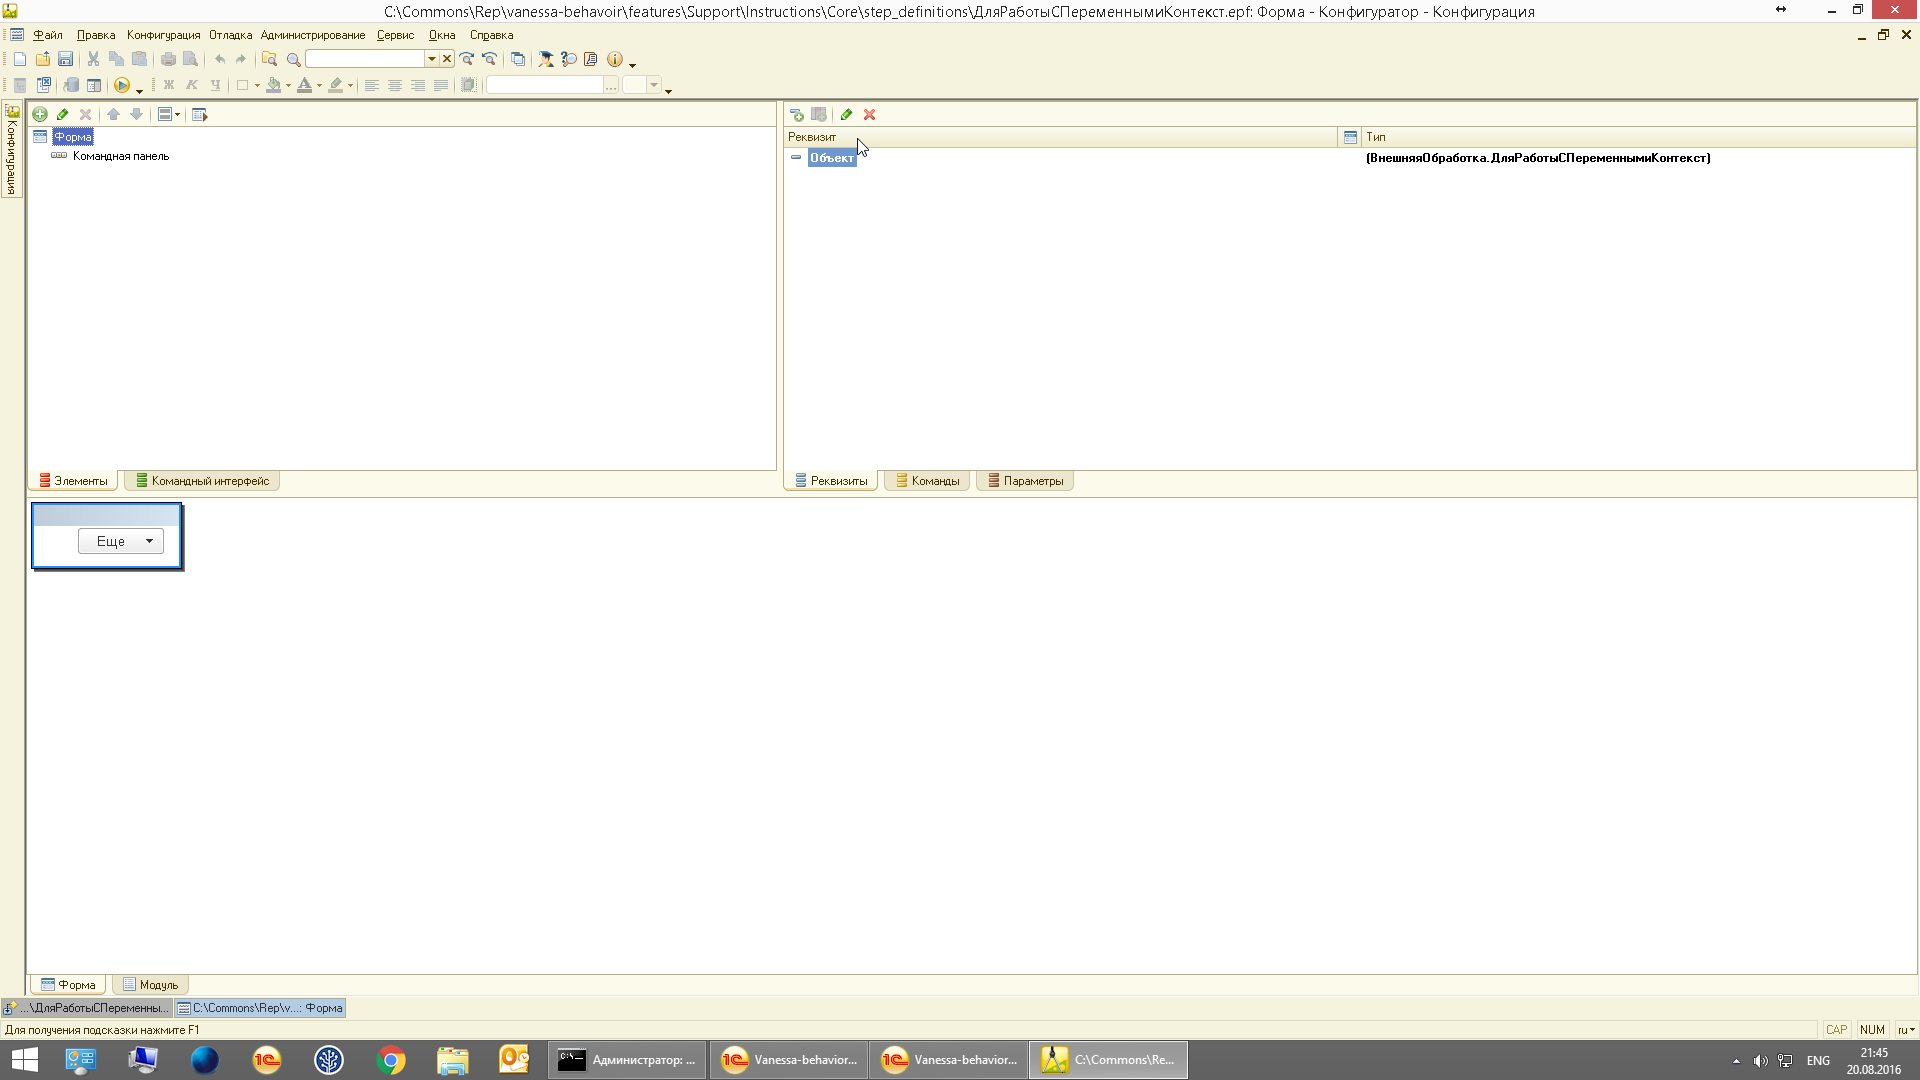 C:\Commons\Rep\vanessa-behavoir\features\Support\Instructions\Core\step_definitions\ДляРаботыСПеременнымиКонтекст.epf: Форма - Конфигуратор - Конфигурация
Файл Правка Конфигурация Отладка Администрирование Сервис Окна Справка
Ж К Ч
Конфигурация
Форма
Командная панель
Реквизит Тип
Объект (ВнешняяОбработка.ДляРаботыСПеременнымиКонтекст)
Элементы Командный интерфейс
Реквизиты Команды Параметры
Еще
Форма Модуль
...\ДляРаботыСПеременны... C:\Commons\Rep\v...: Форма
Для получения подсказки нажмите F1
CAP NUM ru
Администратор: ... Vanessa-behavior... Vanessa-behavior... C:\Commons\Re...
ENG
21:45
20.08.2016